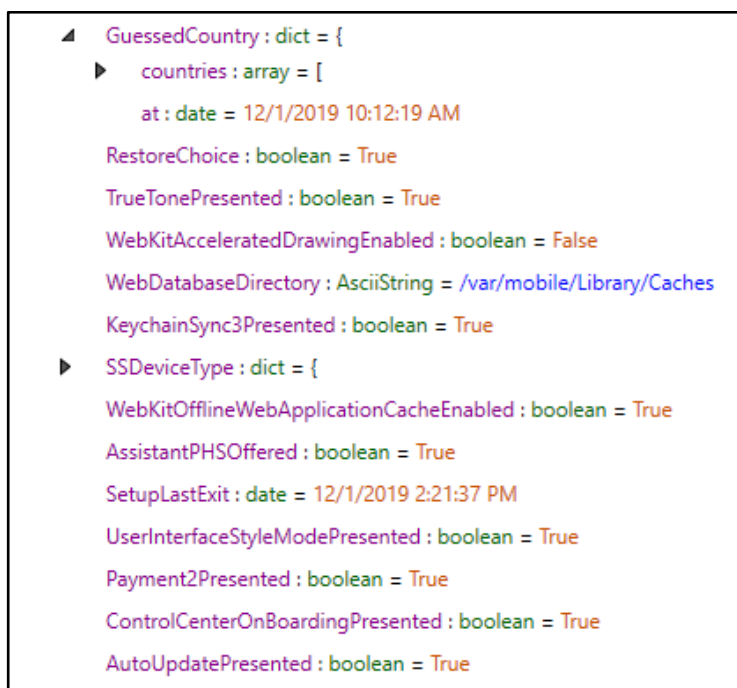 GuessedCountry : dict = {
countries : array = [
at : date = 12/1/2019 10:12:19 AM
RestoreChoice : boolean = True
TrueTonePresented : boolean = True
WebKitAcceleratedDrawingEnabled : boolean = False
WebDatabaseDirectory : AsciiString = /var/mobile/Library/Caches
KeychainSync3Presented : boolean = True
SSDeviceType : dict = {
WebKitOfflineWebApplicationCacheEnabled : boolean = True
AssistantPHSOffered : boolean = True
SetupLastExit : date = 12/1/2019 2:21:37 PM
UserInterfaceStyleModePresented : boolean = True
Payment2Presented : boolean = True
ControlCenterOnBoardingPresented : boolean = True
AutoUpdatePresented : boolean = True